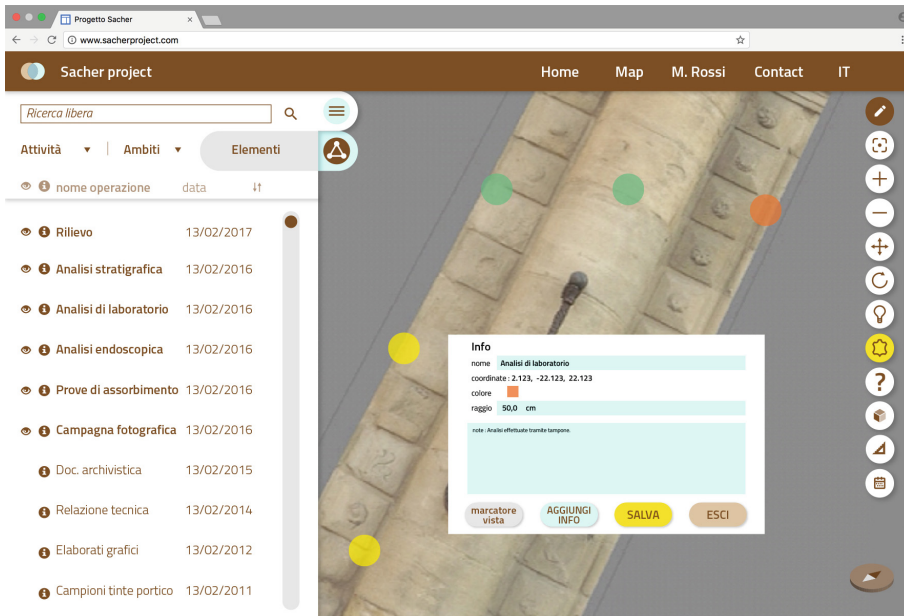 Progetto Sacher
www.sacherproject.com
Sacher project
Home Map M. Rossi Contact IT
Ricerca libera
Attività Ambiti Elementi
nome operazione data
Rilievo 13/02/2017
Analisi stratigrafica 13/02/2016
Analisi di laboratorio 13/02/2016
Analisi endoscopica 13/02/2016
Prove di assorbimento 13/02/2016
Campagna fotografica 13/02/2016
Doc. archivistica 13/02/2015
Relazione tecnica 13/02/2014
Elaborati grafici 13/02/2012
Campioni tinte portico 13/02/2011
Info
nome Analisi di laboratorio
coordinate : 2.123, -22.123, 22.123
colore
raggio 50,0 cm
note : Analisi effettuate tramite tampone.
marcatore
vista
AGGIUNGI
INFO
SALVA
ESCI
?